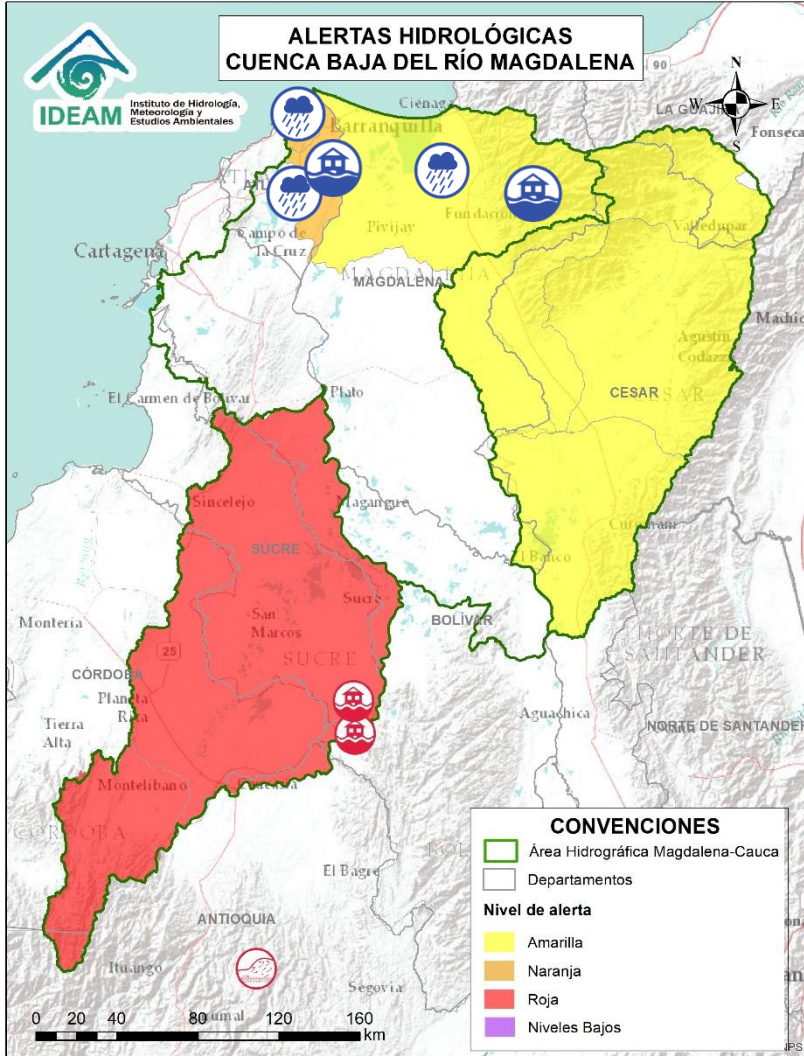 ALERTAS HIDROLÓGICAS
CUENCA BAJA DEL RÍO MAGDALENA
IDEAM
Instituto de Hidrología,
Meteorología y
Estudios Ambientales
N
W
E
S
90
Ciénaga
LA GUAJI
Fonseca
Barranquilla
ATL
Fundación
Pivijay
Valledupar
Campo de
La Cruz
Cartagena
MAGDALENA
MAGDALENA
Machi
Agustín
Codazzi
CESAR
El Carmen de Bolívar
Plato
Sincelejo
Magangué
SUCRE
El Banco
Sucre
San
Marcos
BOLÍVAR
Montería
SUCRE
NORTE DE
SANTANDER
25
CÓRDOBA
Planeta
Rica
Tierra
Alta
Aguachica
NORTE DE SANTANDER
Montelíbano
CÓRDOBA
El Bagre
ANTIOQUIA
Ituango
Segovia
0 40 80 120 160
km
CONVENCIONES
Área Hidrográfica Magdalena-Cauca
Departamentos
Nivel de alerta
Amarilla
Naranja
Roja
Niveles Bajos